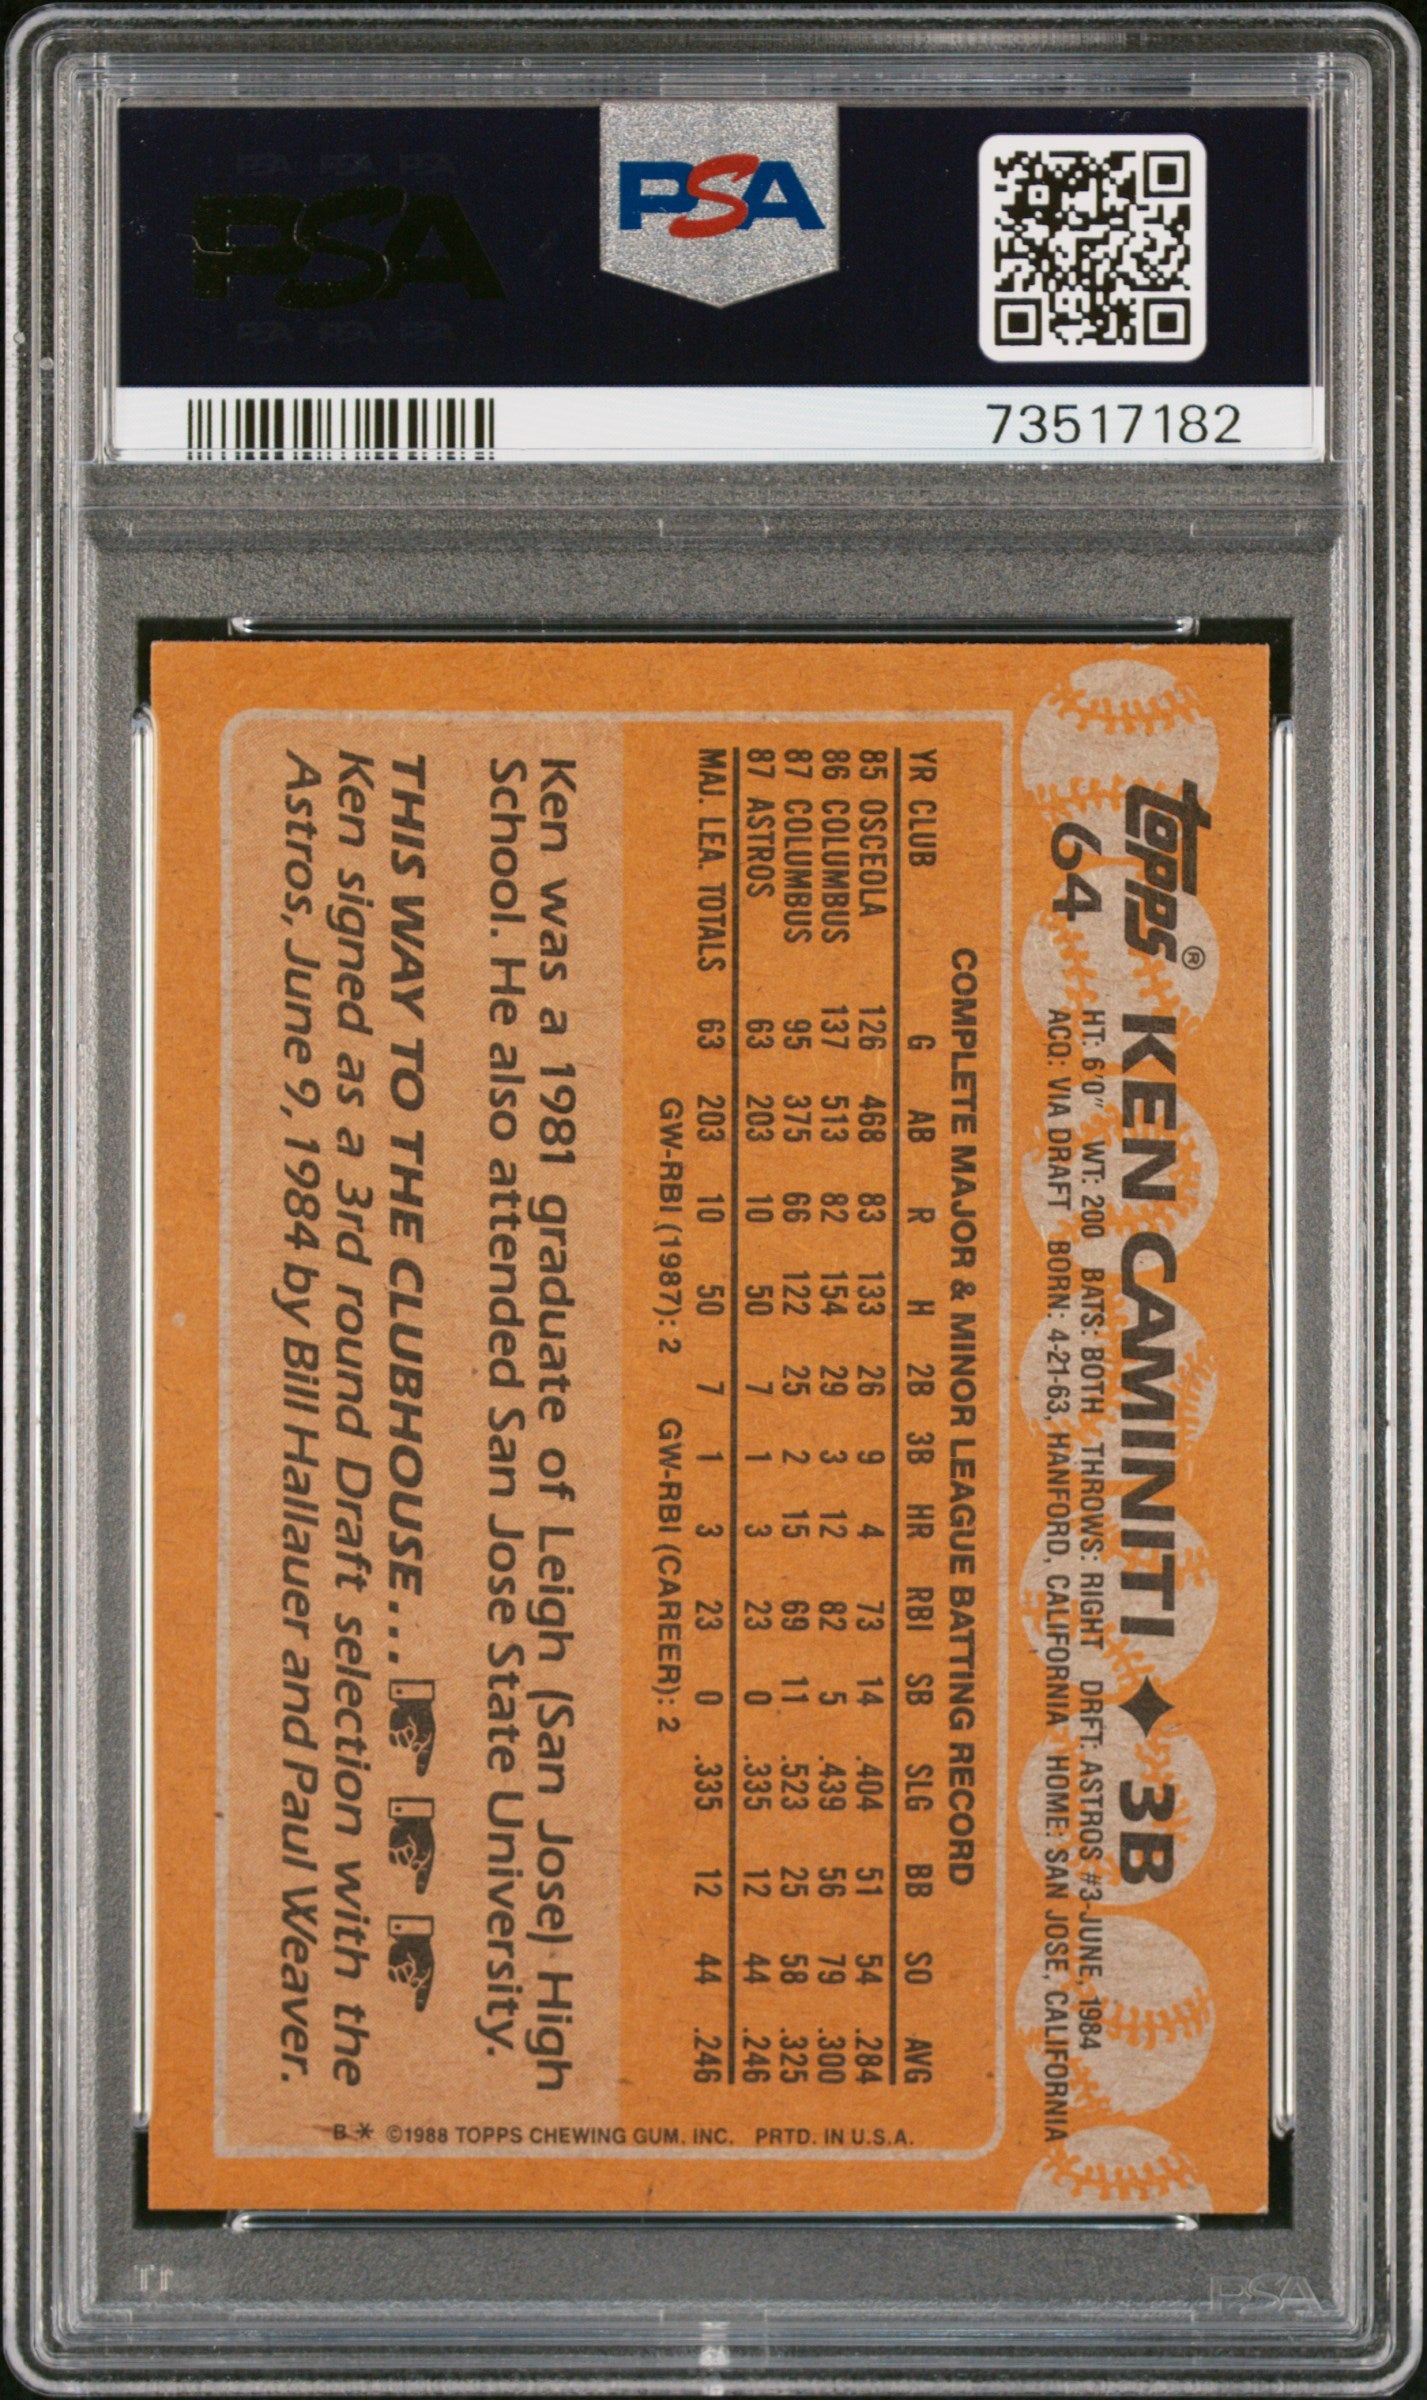 PSA
PSA
73517182
topps® KEN CAMINITI ✦ 3B
64
HT: 6'0" WT: 200 BATS: BOTH THROWS: RIGHT DRFT: ASTROS #3-JUNE, 1984
ACQ: VIA DRAFT BORN: 4-21-63, HANFORD, CALIFORNIA HOME: SAN JOSE, CALIFORNIA
COMPLETE MAJOR & MINOR LEAGUE BATTING RECORD
YR CLUB G AB R H 2B 3B HR RBI SB SLG BB SO AVG
85 OSCEOLA 126 468 83 133 26 9 4 73 14 .404 51 54 .284
86 COLUMBUS 137 513 82 154 29 3 12 82 5 .439 56 79 .300
87 COLUMBUS 95 375 66 122 25 2 15 69 11 .523 25 58 .325
87 ASTROS 63 203 10 50 7 1 3 23 0 .335 12 44 .246
MAJ. LEA. TOTALS 63 203 10 50 7 1 3 23 0 .335 12 44 .246
GW-RBI (1987): 2 GW-RBI (CAREER): 2
Ken was a 1981 graduate of Leigh (San Jose) High
School. He also attended San Jose State University.
THIS WAY TO THE CLUBHOUSE...
Ken signed as a 3rd round Draft selection with the
Astros, June 9, 1984 by Bill Hallauer and Paul Weaver.
B* ©1988 TOPPS CHEWING GUM, INC. PRTD. IN U.S.A.
PSA